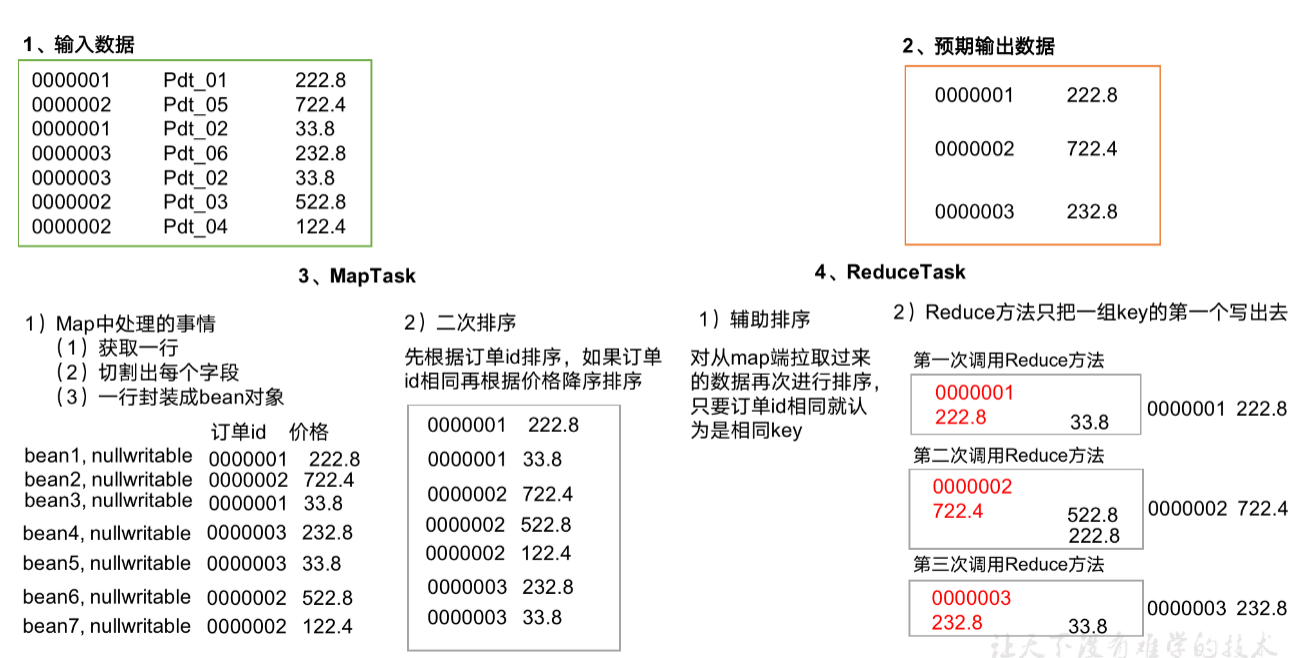 1、输入数据
0000001 Pdt_01 222.8
0000002 Pdt_05 722.4
0000001 Pdt_02 33.8
0000003 Pdt_06 232.8
0000003 Pdt_02 33.8
0000002 Pdt_03 522.8
0000002 Pdt_04 122.4
2、预期输出数据
0000001 222.8
0000002 722.4
0000003 232.8
3、MapTask
1）Map中处理的事情
（1）获取一行
（2）切割出每个字段
（3）一行封装成bean对象
订单id 价格
bean1, nullwritable 0000001 222.8
bean2, nullwritable 0000002 722.4
bean3, nullwritable 0000001 33.8
bean4, nullwritable 0000003 232.8
bean5, nullwritable 0000003 33.8
bean6, nullwritable 0000002 522.8
bean7, nullwritable 0000002 122.4
2）二次排序
先根据订单id排序，如果订单
id相同再根据价格降序排序
0000001 222.8
0000001 33.8
0000002 722.4
0000002 522.8
0000002 122.4
0000003 232.8
0000003 33.8
4、ReduceTask
1）辅助排序
对从map端拉取过来
的数据再次进行排序，
只要订单id相同就认
为是相同key
2）Reduce方法只把一组key的第一个写出去
第一次调用Reduce方法
0000001
222.8 33.8
0000001 222.8
第二次调用Reduce方法
0000002
722.4 522.8
222.8
0000002 722.4
第三次调用Reduce方法
0000003
232.8 33.8
0000003 232.8
让天下没有难学的技术